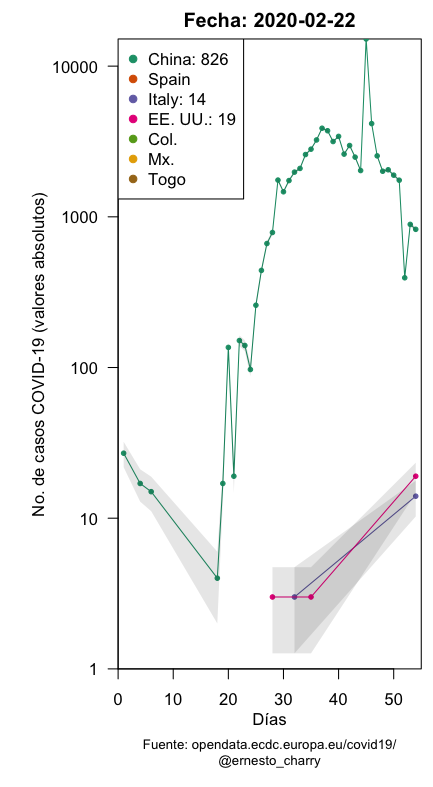 Fecha: 2020-02-22
China: 826
Spain
Italy: 14
EE. UU.: 19
Col.
Mx.
Togo
No. de casos COVID-19 (valores absolutos)
10000
1000
100
10
1
0 10 20 30 40 50
Días
Fuente: opendata.ecdc.europa.eu/covid19/
@ernesto_charry